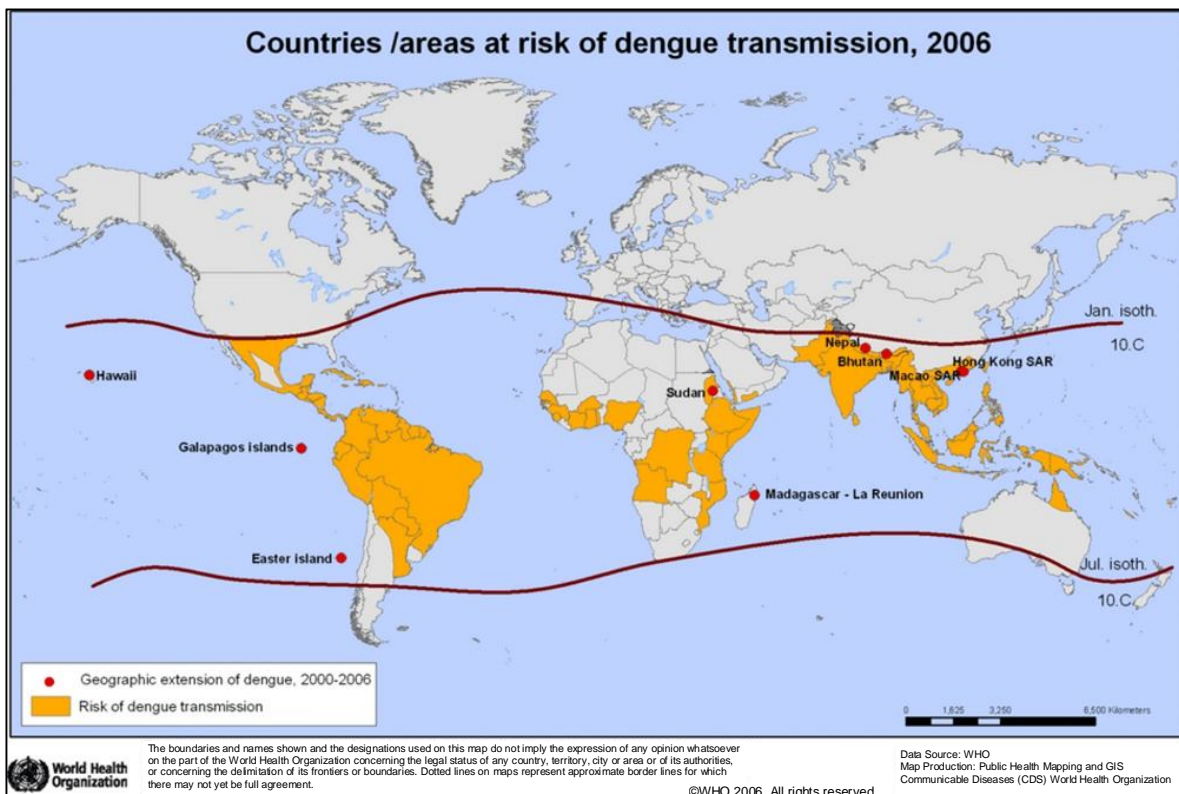 Countries /areas at risk of dengue transmission, 2006
Jan. isoth.
10.C
Nepal
Bhutan
Hong Kong SAR
Macao SAR
Hawaii
Sudan
Galapagos islands
Madagascar - La Reunion
Easter island
Jul. isoth.
10.C
Geographic extension of dengue, 2000-2006
Risk of dengue transmission
0 1,625 3,250 6,500 Kilometers
World Health
Organization
The boundaries and names shown and the designations used on this map do not imply the expression of any opinion whatsoever
on the part of the World Health Organization concerning the legal status of any country, territory, city or area or of its authorities,
or concerning the delimitation of its frontiers or boundaries. Dotted lines on maps represent approximate border lines for which
there may not yet be full agreement.
©WHO 2006. All rights reserved
Data Source: WHO
Map Production: Public Health Mapping and GIS
Communicable Diseases (CDS) World Health Organization